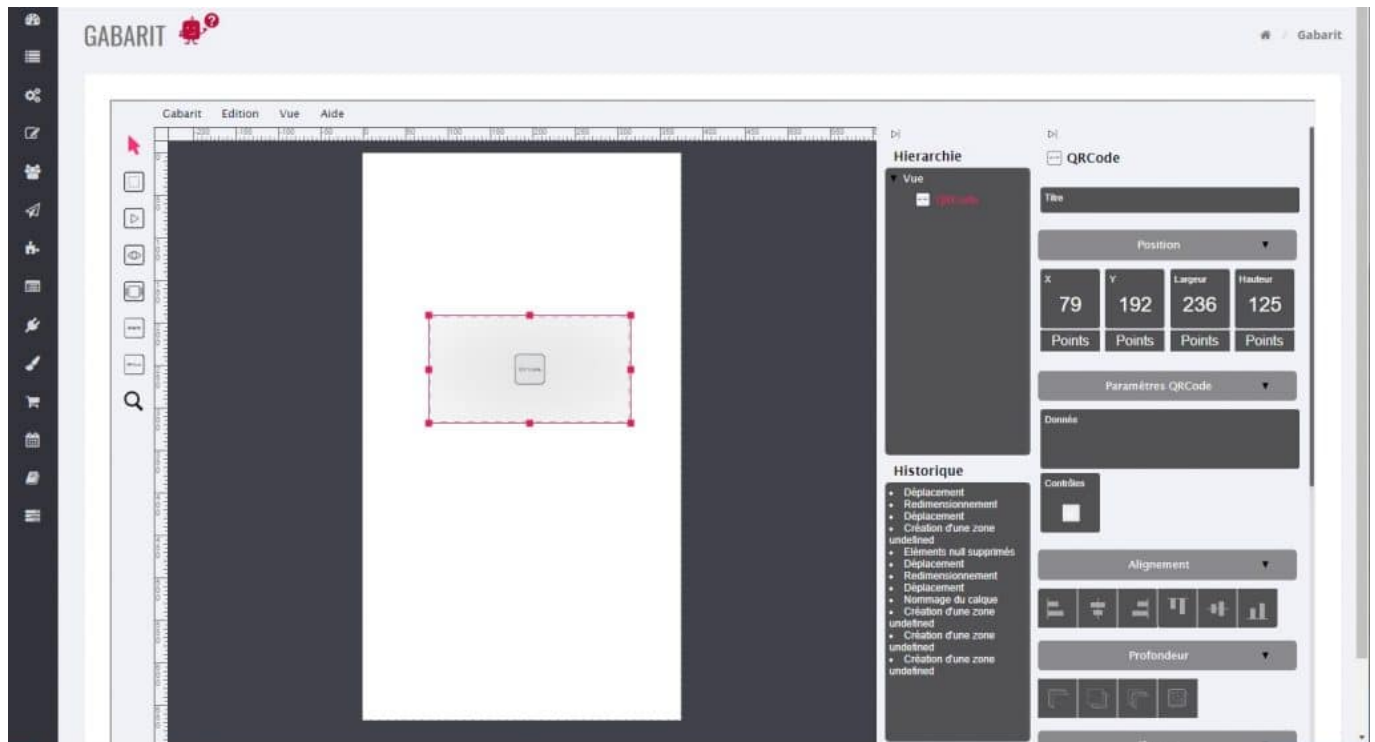 GABARIT
Gabarit
Gabarit Edition Vue Aide
Hierarchie
Vue
QRCode
QRCode
Titre
Position
X Y Largeur Hauteur
79 192 236 125
Points Points Points Points
Paramètres QRCode
Donnée
Contrôles
Historique
Déplacement
Redimensionnement
Déplacement
Création d'une zone
undefined
Eléments null supprimés
Déplacement
Redimensionnement
Déplacement
Nommage du calque
Création d'une zone
undefined
Création d'une zone
undefined
Création d'une zone
undefined
Alignement
Profondeur